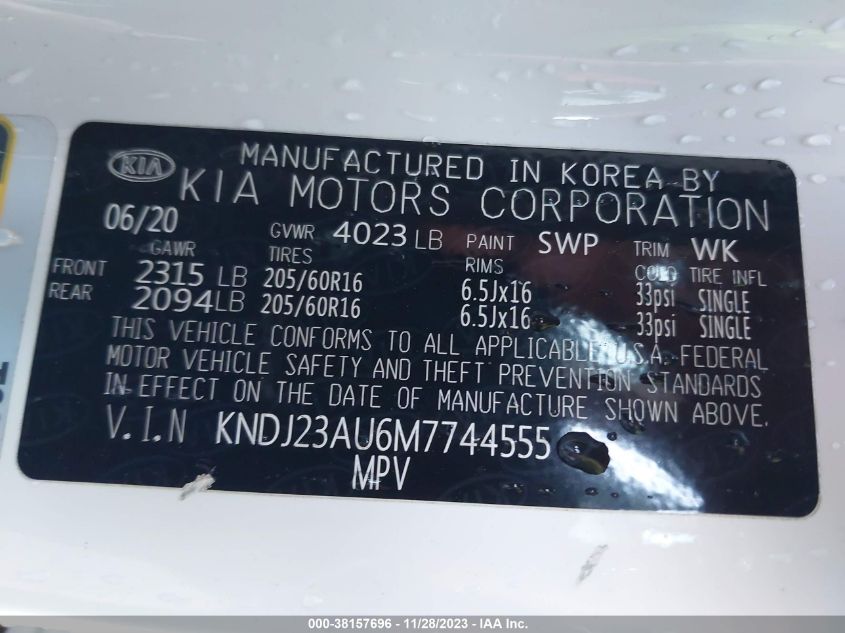 KIA MANUFACTURED IN KOREA BY
KIA MOTORS CORPORATION
06/20 GVWR 4023 LB PAINT SWP TRIM WK
GAWR TIRES RIMS COLD TIRE INFL
FRONT 2315 LB 205/60R16 6.5Jx16 33psi SINGLE
REAR 2094LB 205/60R16 6.5Jx16 33psi SINGLE
THIS VEHICLE CONFORMS TO ALL APPLICABLE U.S.A. FEDERAL
MOTOR VEHICLE SAFETY AND THEFT PREVENTION STANDARDS
IN EFFECT ON THE DATE OF MANUFACTURE SHOWN ABOVE.
V.I.N KNDJ23AU6M7744555
MPV
000-38157696 - 11/28/2023 - IAA Inc.